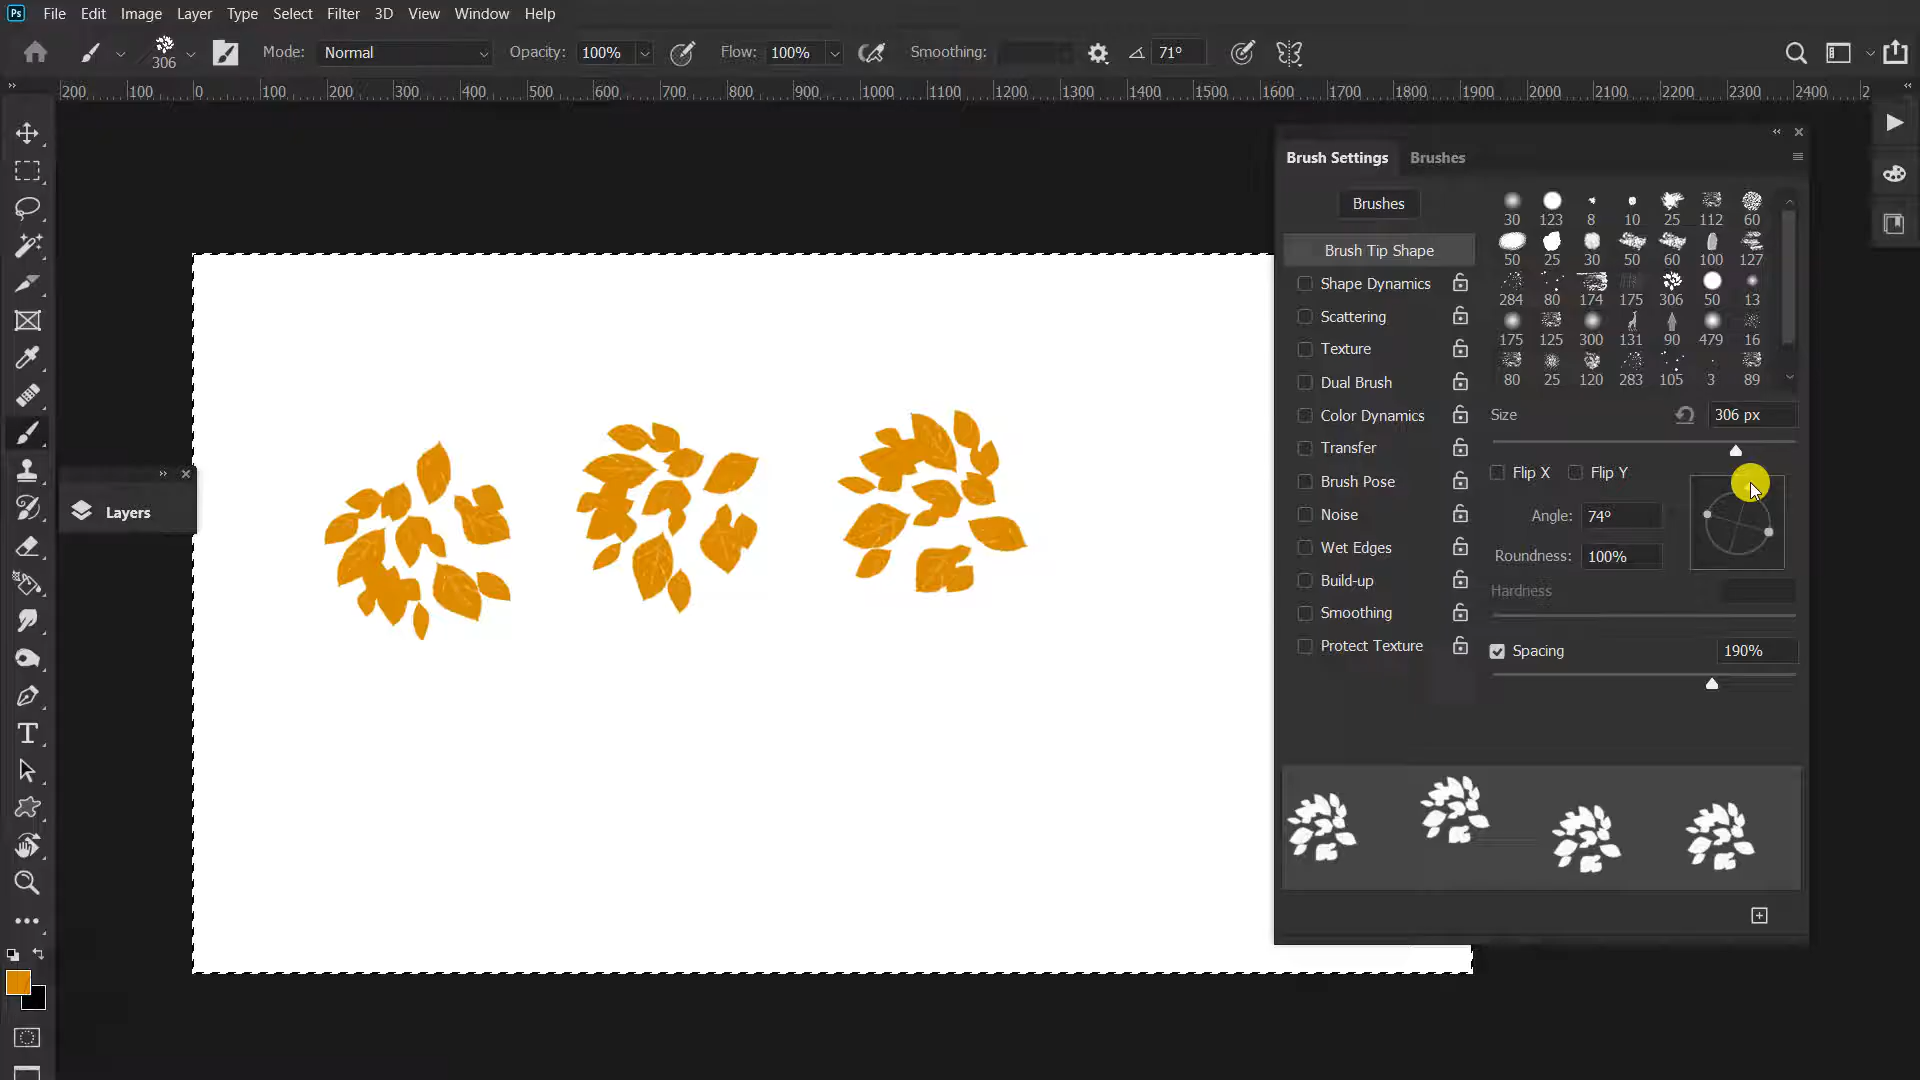 Ps File Edit Image Layer Type Select Filter 3D View Window Help
306 Mode: Normal Opacity: 100% Flow: 100% Smoothing: 71°
200 100 0 100 200 300 400 500 600 700 800 900 1000 1100 1200 1300 1400 1500 1600 1700 1800 1900 2000 2100 2200 2300 2400 2
Brush Settings Brushes
Brushes
30 123 8 10 25 112 60
Brush Tip Shape
50 25 30 50 60 100 127
Shape Dynamics
284 80 174 175 306 50 13
Scattering
175 125 300 131 90 479 16
Texture
Dual Brush
80 25 120 283 105 3 89
Color Dynamics
Size 306 px
Transfer
Flip X Flip Y
Brush Pose
Noise
Angle: 74°
Wet Edges
Roundness: 100%
Build-up
Hardness
Smoothing
Protect Texture
Spacing 190%
Layers
T